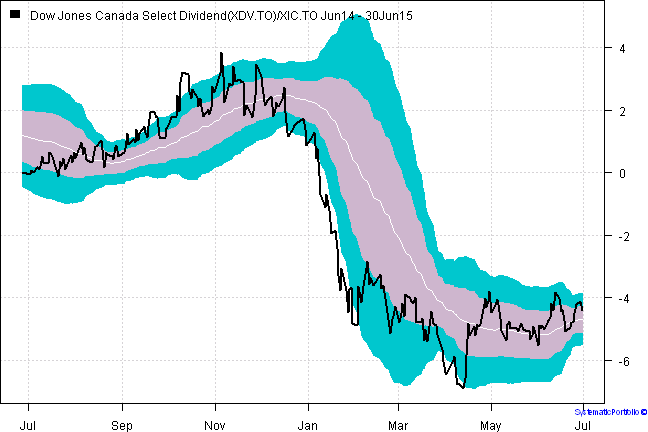 Dow Jones Canada Select Dividend(XDV.TO)/XIC.TO Jun14 - 30Jun15
4
2
0
-2
-4
-6
SystematicPortfolio ©
Jul Sep Nov Jan Mar May Jul